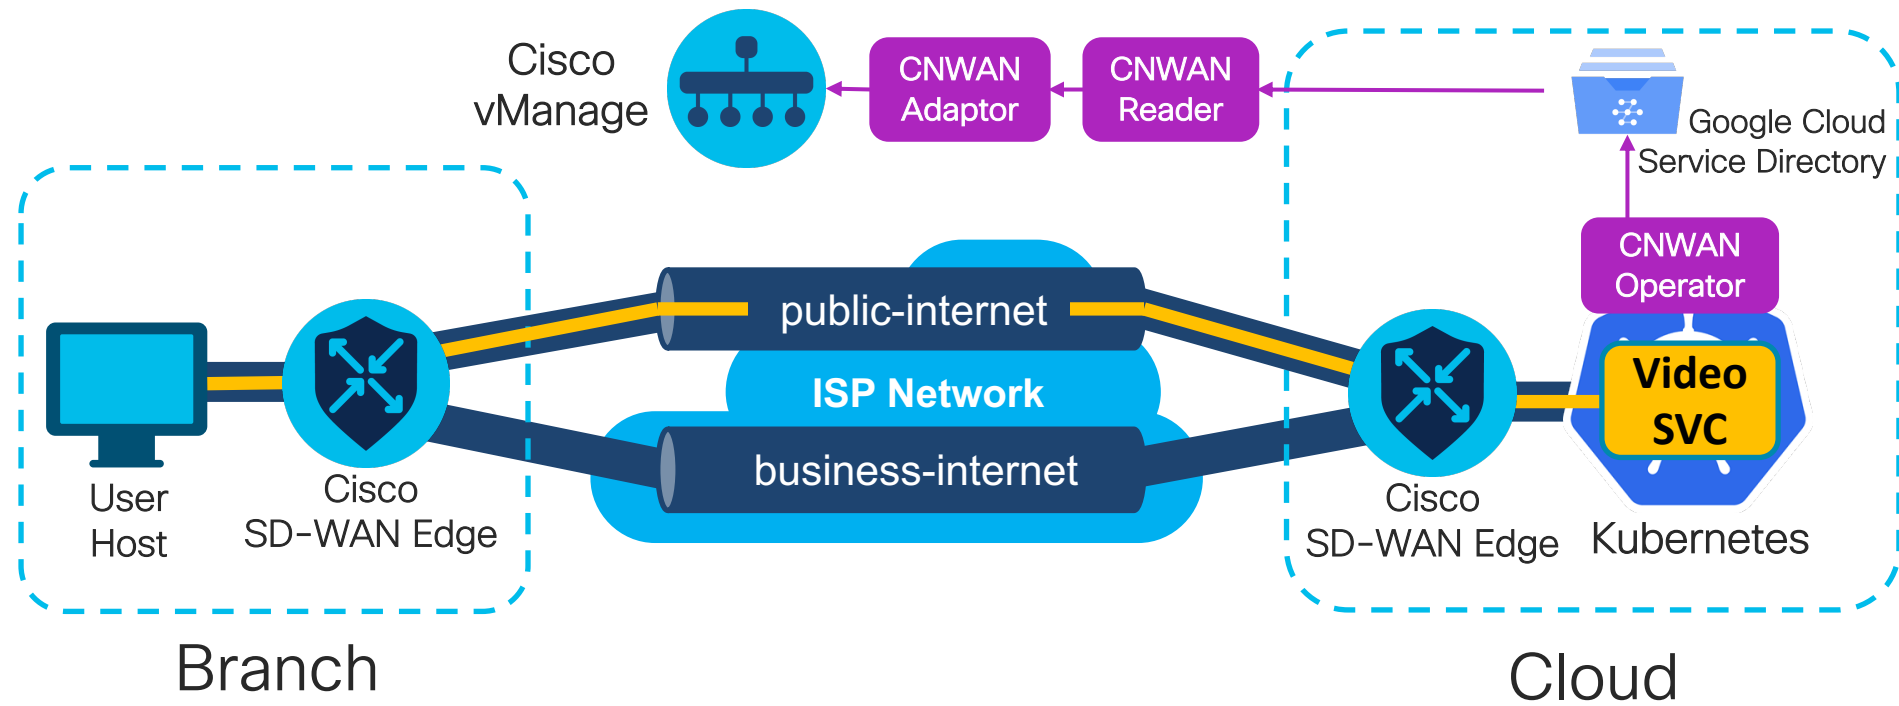 Cisco
vManage
CNWAN
Adaptor
CNWAN
Reader
Google Cloud
Service Directory
CNWAN
Operator
public-internet
ISP Network
business-internet
Video
SVC
User
Host
Cisco
SD-WAN Edge
Cisco
SD-WAN Edge
Kubernetes
Branch
Cloud